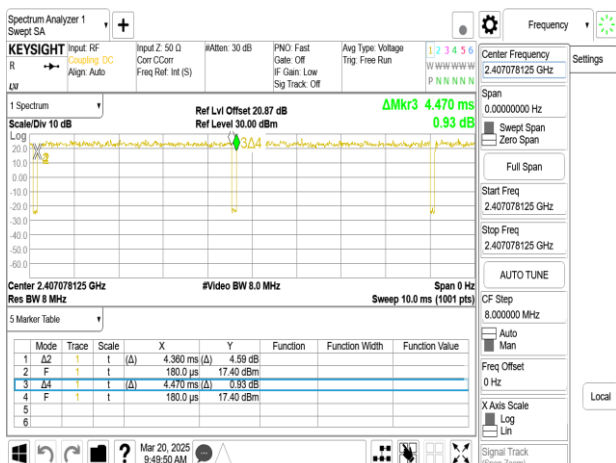 Spectrum Analyzer 1
Swept SA
Frequency
KEYSIGHT
Input: RF
Input Z: 50 Ω
#Atten: 30 dB
PNO: Fast
Avg Type: Voltage
1 2 3 4 5 6
R
Coupling: DC
Corr CCorr
Gate: Off
Trig: Free Run
W W W W W W
Align: Auto
Freq Ref: Int (S)
IF Gain: Low
Sig Track: Off
P N N N N N
LXI
1 Spectrum
Ref Lvl Offset 20.87 dB
ΔMkr3 4.470 ms
Scale/Div 10 dB
Ref Level 30.00 dBm
0.93 dB
Log
20.0
10.0
0.00
-10.0
-20.0
-30.0
-40.0
-50.0
-60.0
3Δ4
Center 2.407078125 GHz
#Video BW 8.0 MHz
Span 0 Hz
Res BW 8 MHz
Sweep 10.0 ms (1001 pts)
5 Marker Table
Mode Trace Scale X Y Function Function Width Function Value
1 Δ2 1 t (Δ) 4.360 ms (Δ) 4.59 dB
2 F 1 t 180.0 µs 17.40 dBm
3 Δ4 1 t (Δ) 4.470 ms (Δ) 0.93 dB
4 F 1 t 180.0 µs 17.40 dBm
5
6
Mar 20, 2025
9:49:50 AM
Center Frequency
2.407078125 GHz
Settings
Span
0.00000000 Hz
Swept Span
Zero Span
Full Span
Start Freq
2.407078125 GHz
Stop Freq
2.407078125 GHz
AUTO TUNE
CF Step
8.000000 MHz
Auto
Man
Freq Offset
0 Hz
Local
X Axis Scale
Log
Lin
Signal Track